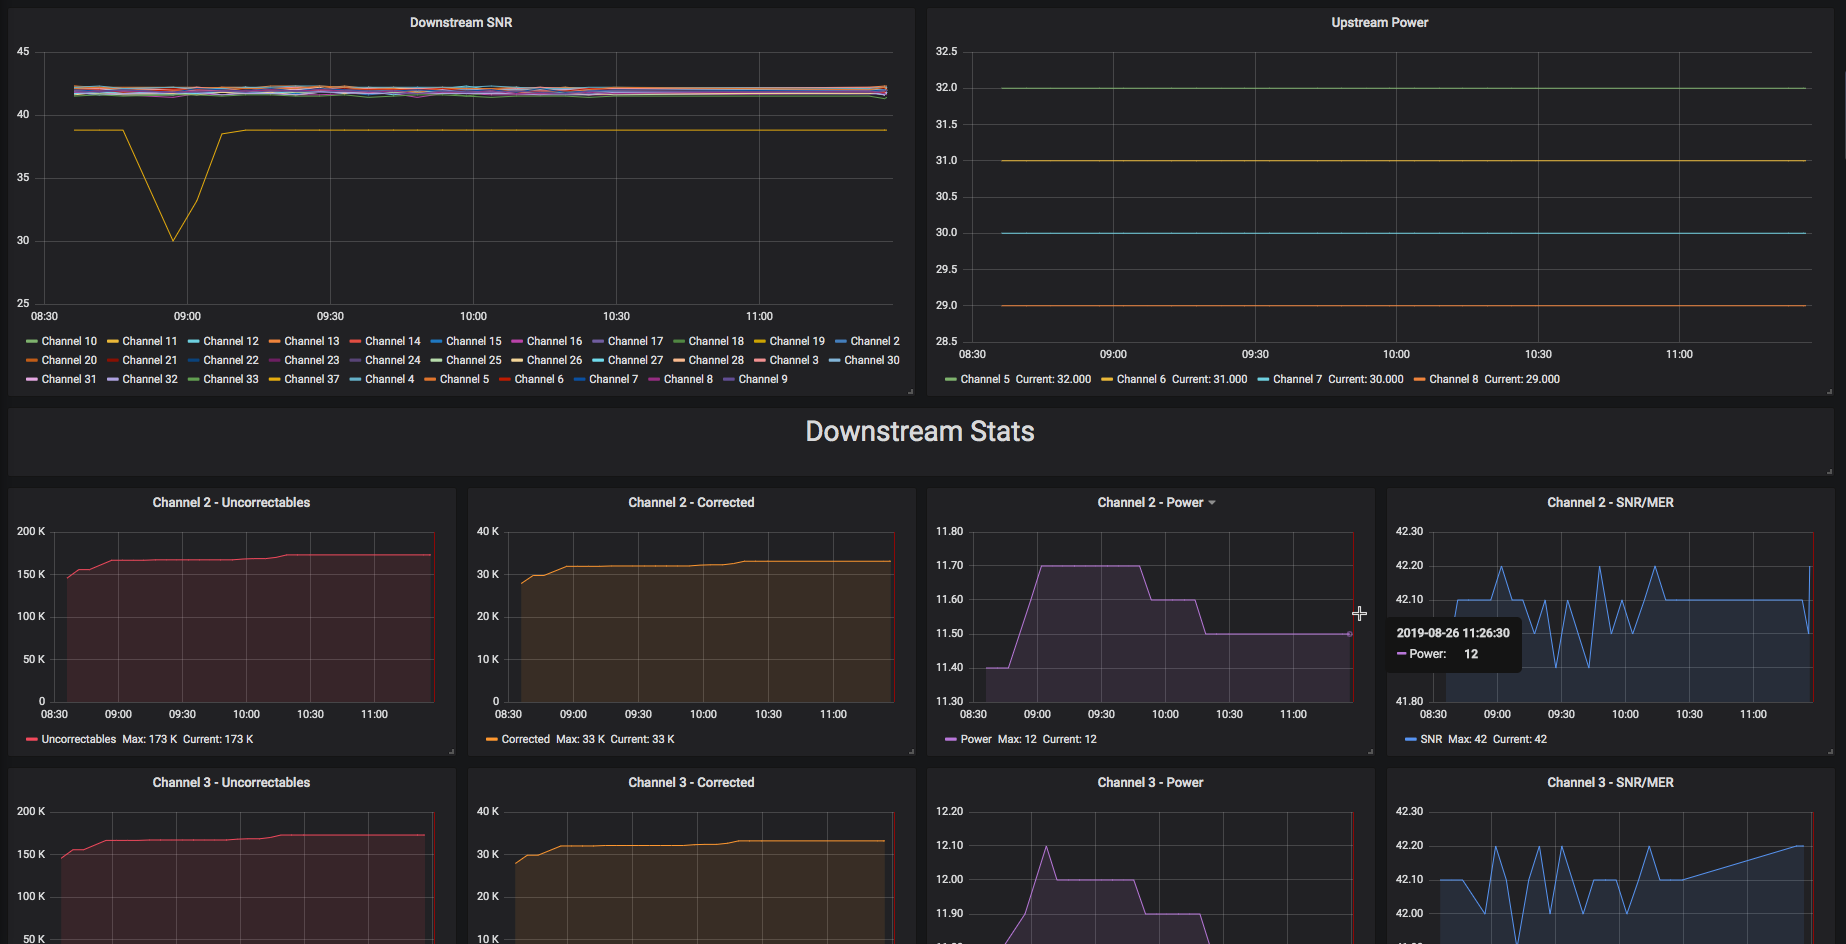 Downstream SNR
45
40
35
30
25
08:30 09:00 09:30 10:00 10:30 11:00
Channel 10 Channel 11 Channel 12 Channel 13 Channel 14 Channel 15 Channel 16 Channel 17 Channel 18 Channel 19 Channel 2
Channel 20 Channel 21 Channel 22 Channel 23 Channel 24 Channel 25 Channel 26 Channel 27 Channel 28 Channel 3 Channel 30
Channel 31 Channel 32 Channel 33 Channel 37 Channel 4 Channel 5 Channel 6 Channel 7 Channel 8 Channel 9
Upstream Power
32.5
32.0
31.5
31.0
30.5
30.0
29.5
29.0
28.5
08:30 09:00 09:30 10:00 10:30 11:00
Channel 5 Current: 32.000 Channel 6 Current: 31.000 Channel 7 Current: 30.000 Channel 8 Current: 29.000
Downstream Stats
Channel 2 - Uncorrectables
200 K
150 K
100 K
50 K
0
08:30 09:00 09:30 10:00 10:30 11:00
Uncorrectables Max: 173 K Current: 173 K
Channel 2 - Corrected
40 K
30 K
20 K
10 K
0
08:30 09:00 09:30 10:00 10:30 11:00
Corrected Max: 33 K Current: 33 K
Channel 2 - Power
11.80
11.70
11.60
11.50
11.40
11.30
08:30 09:00 09:30 10:00 10:30 11:00
Power Max: 12 Current: 12
Channel 2 - SNR/MER
42.30
42.20
42.10
2019-08-26 11:26:30
Power: 12
41.80
08:30 09:00 09:30 10:00 10:30 11:00
SNR Max: 42 Current: 42
Channel 3 - Uncorrectables
200 K
150 K
100 K
50 K
Channel 3 - Corrected
40 K
30 K
20 K
10 K
Channel 3 - Power
12.20
12.10
12.00
11.90
Channel 3 - SNR/MER
42.30
42.20
42.10
42.00